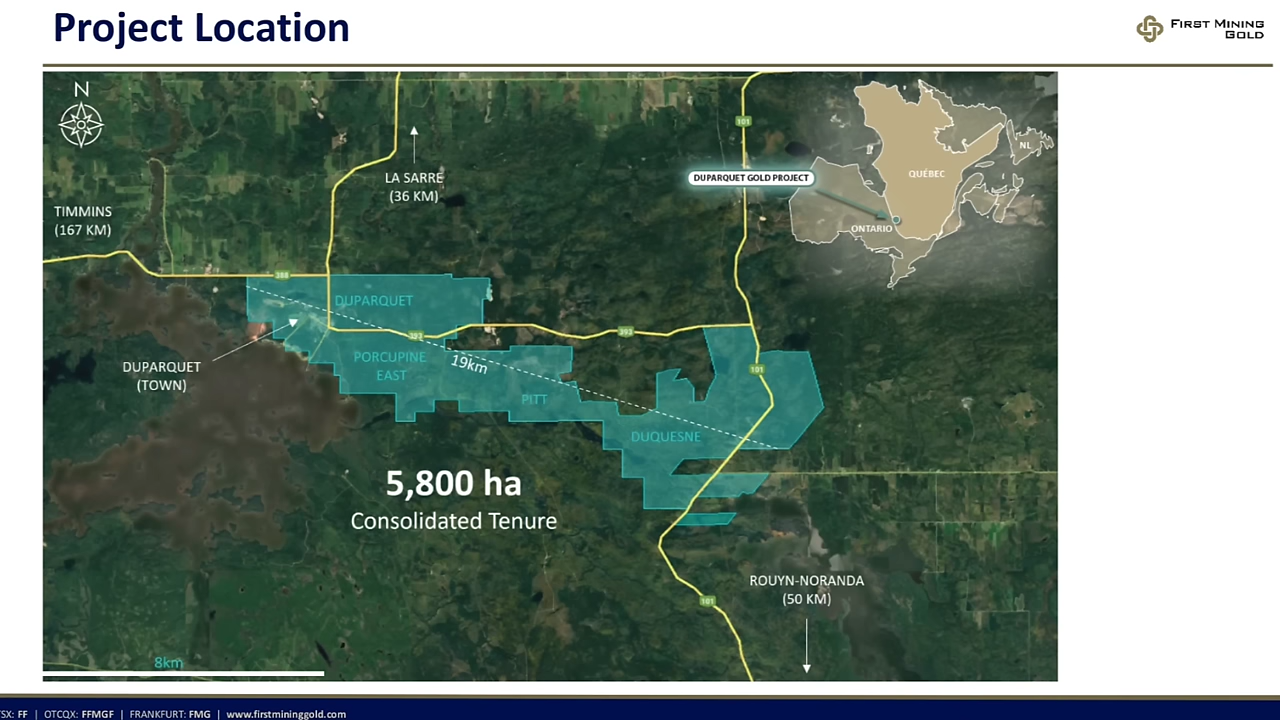 Project Location
FIRST MINING
GOLD
N
101
LA SARRE
(36 KM)
DUPARQUET GOLD PROJECT
QUÉBEC
NL
ONTARIO
TIMMINS
(167 KM)
388
DUPARQUET
393
393
DUPARQUET
(TOWN)
PORCUPINE
EAST
19km
PITT
101
DUQUESNE
5,800 ha
Consolidated Tenure
ROUYN-NORANDA
(50 KM)
101
8km
TSX: FF | OTCQX: FFMGF | FRANKFURT: FMG | www.firstmininggold.com